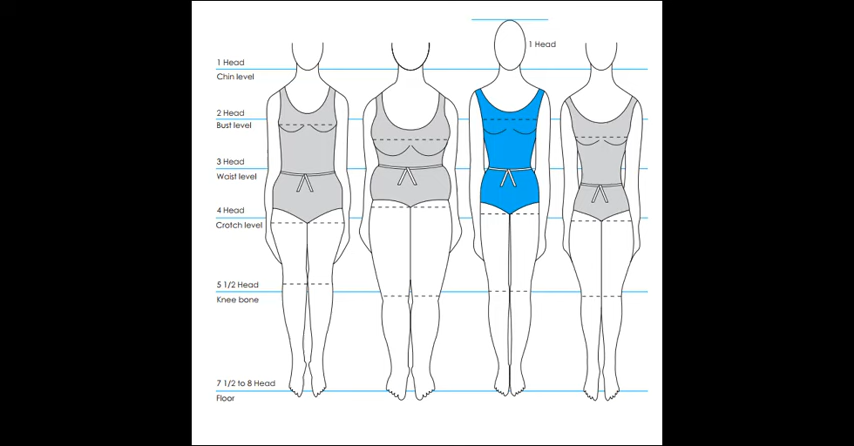 1 Head
1 Head
Chin level
2 Head
Bust level
3 Head
Waist level
4 Head
Crotch level
5 1/2 Head
Knee bone
7 1/2 to 8 Head
Floor